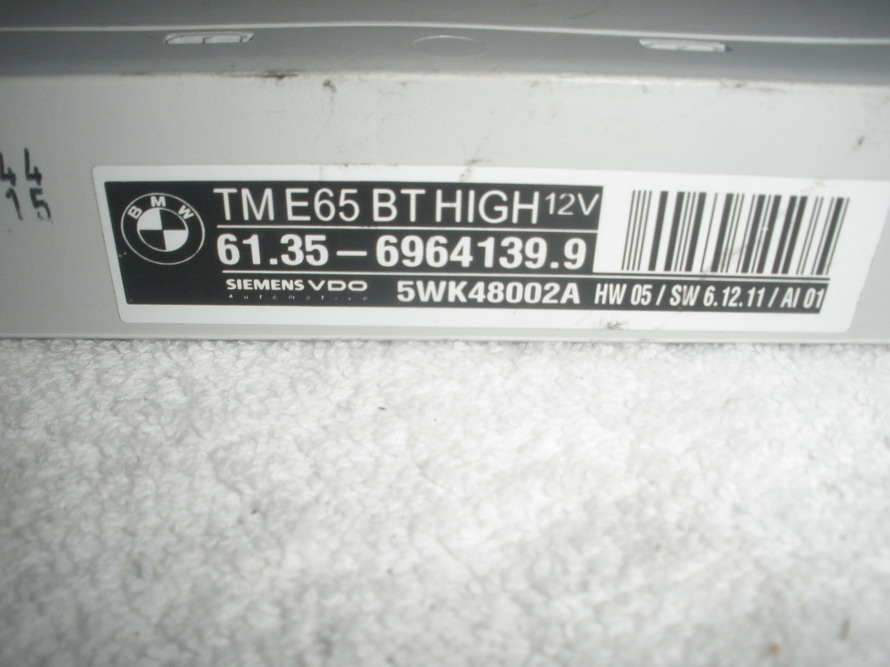 44
15
BMW
TM E65 BT HIGH 12V
61.35-6964139.9
SIEMENS VDO
Automotive
5WK48002A HW 05 / SW 6.12.11 / AI 01